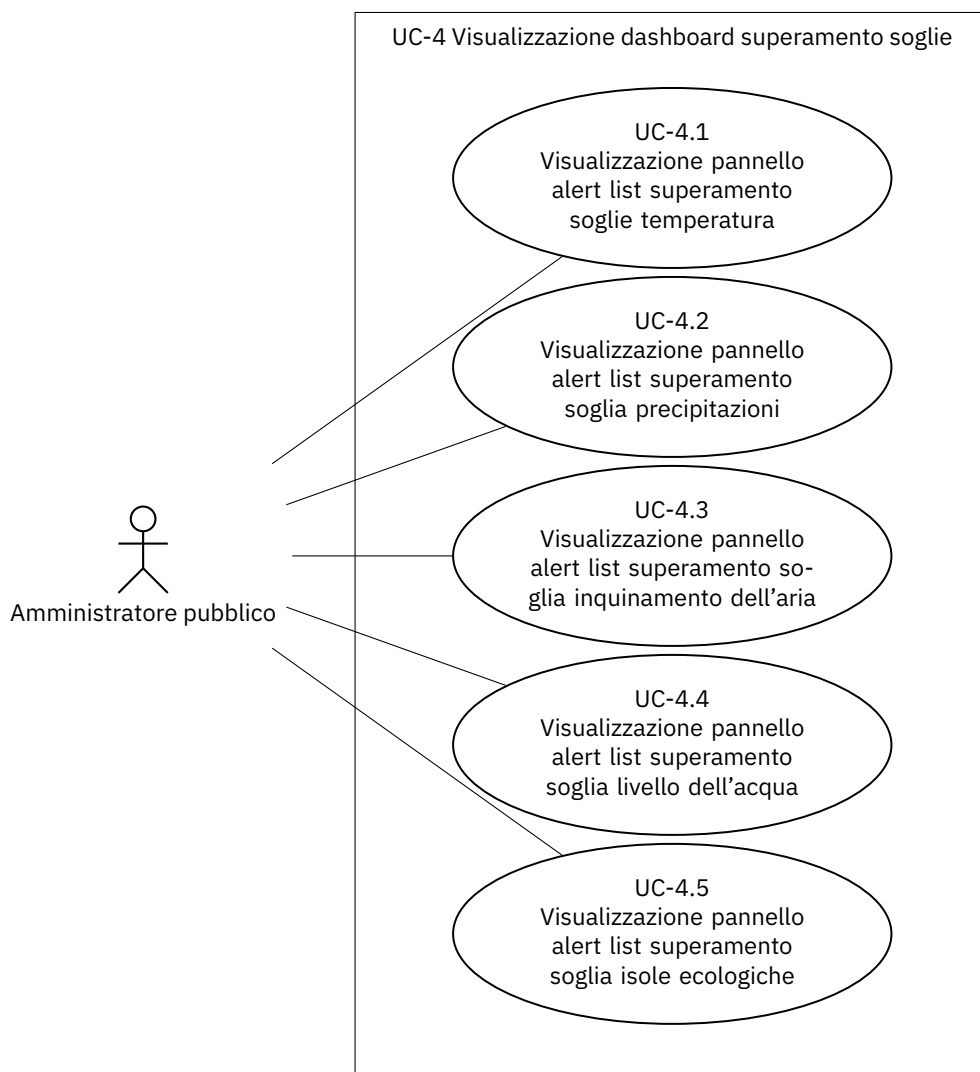 UC-4 Visualizzazione dashboard superamento soglie
UC-4.1
Visualizzazione pannello
alert list superamento
soglie temperatura
UC-4.2
Visualizzazione pannello
alert list superamento
soglia precipitazioni
UC-4.3
Visualizzazione pannello
alert list superamento so-
glia inquinamento dell’aria
Amministratore pubblico
UC-4.4
Visualizzazione pannello
alert list superamento
soglia livello dell’acqua
UC-4.5
Visualizzazione pannello
alert list superamento
soglia isole ecologiche